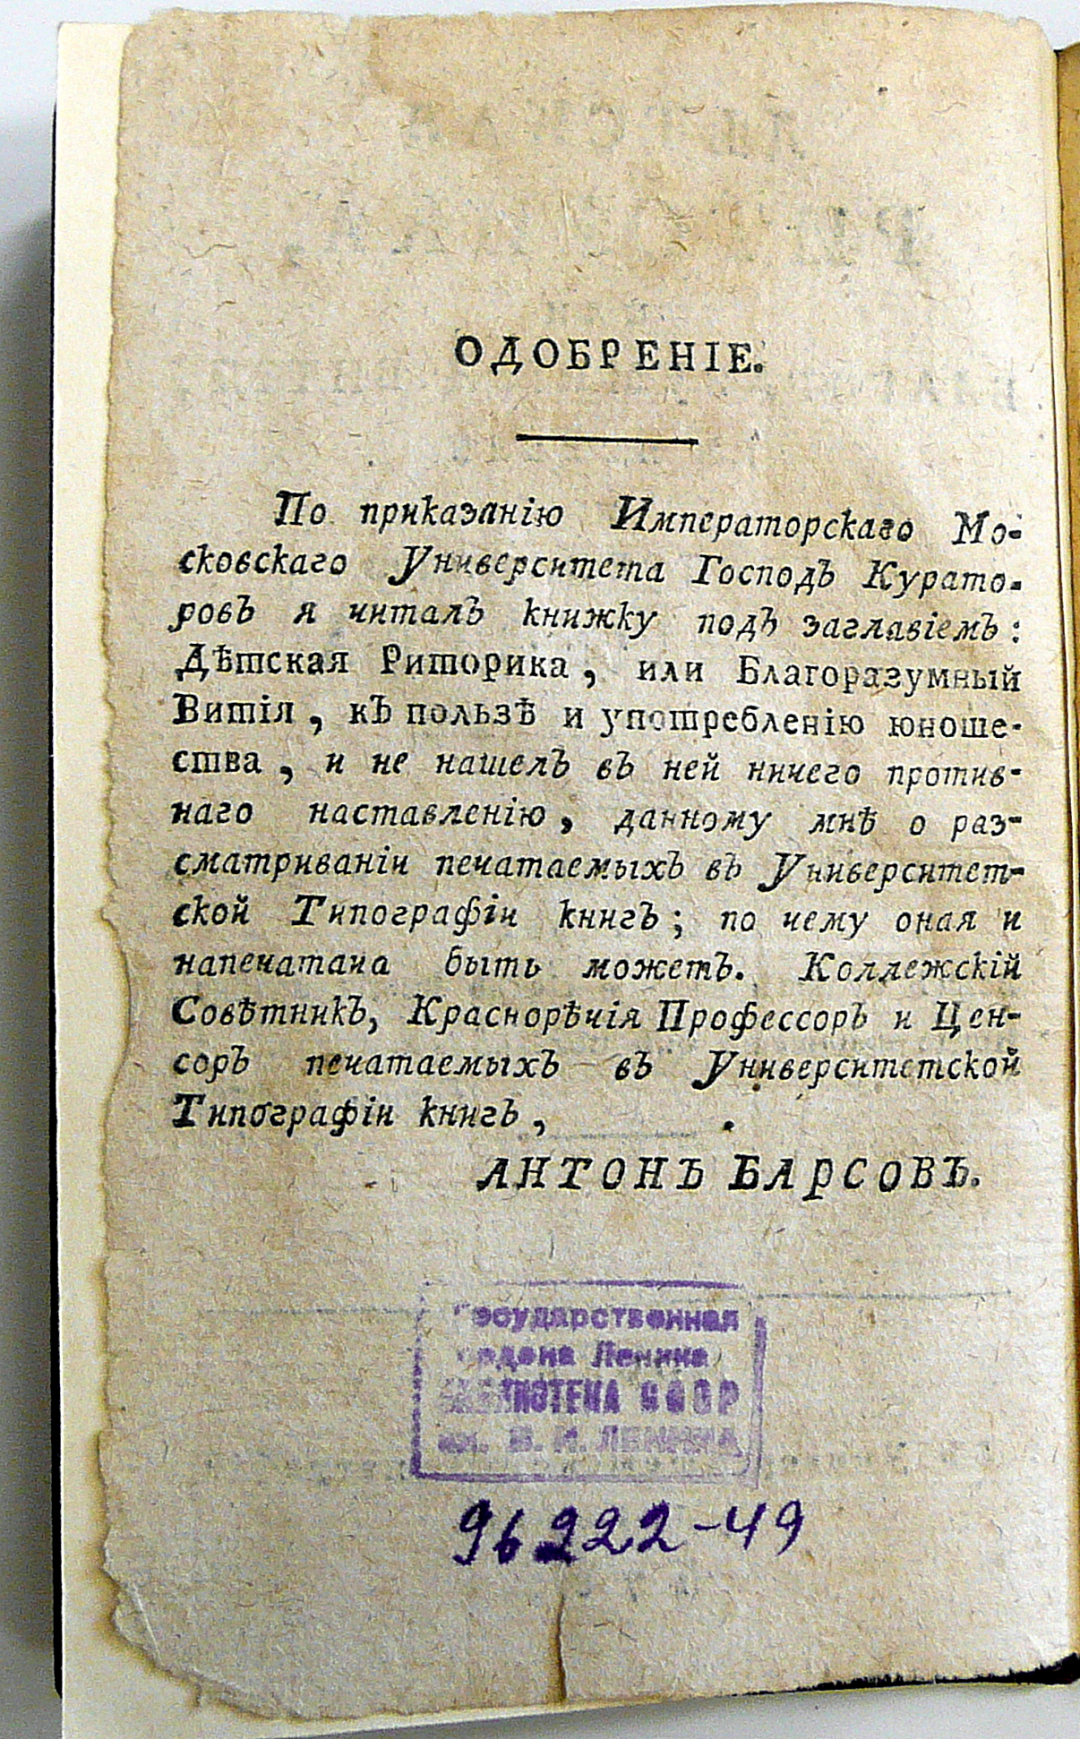 ОДОБРЕНІЕ.
По приказанію Императорскаго Мо-
сковскаго Университета Господъ Курато-
ровъ я читалъ книжку подъ заглавіемъ:
Дѣтская Риторика, или Благоразумный
Витія, къ пользѣ и употребленію юноше-
ства, и не нашелъ въ ней ничего против-
наго наставленію, данному мнѣ о раз-
сматриваніи печатаемыхъ въ Университет-
ской Типографіи книгъ; по чему оная и
напечатана быть можетъ. Коллежскій
Совѣтникъ, Краснорѣчія Профессоръ и Цен-
соръ печатаемыхъ въ Университетской
Типографіи книгъ,
АНТОНЪ БАРСОВЪ.
Государственная
ордена Ленина
БИБЛИОТЕКА СССР
им. В. И. ЛЕНИНА
96222-49